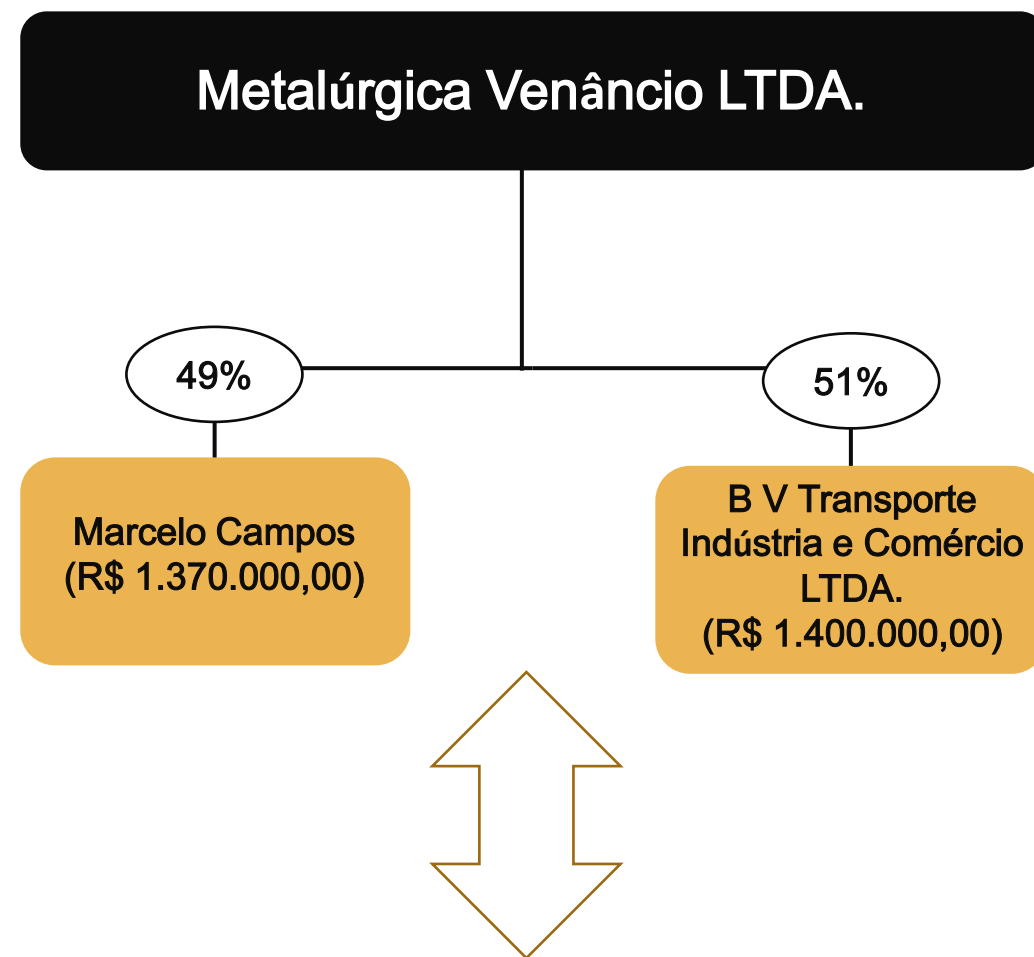 Metalúrgica Venâncio LTDA.
49%
51%
Marcelo Campos
(R$ 1.370.000,00)
B V Transporte
Indústria e Comércio
LTDA.
(R$ 1.400.000,00)